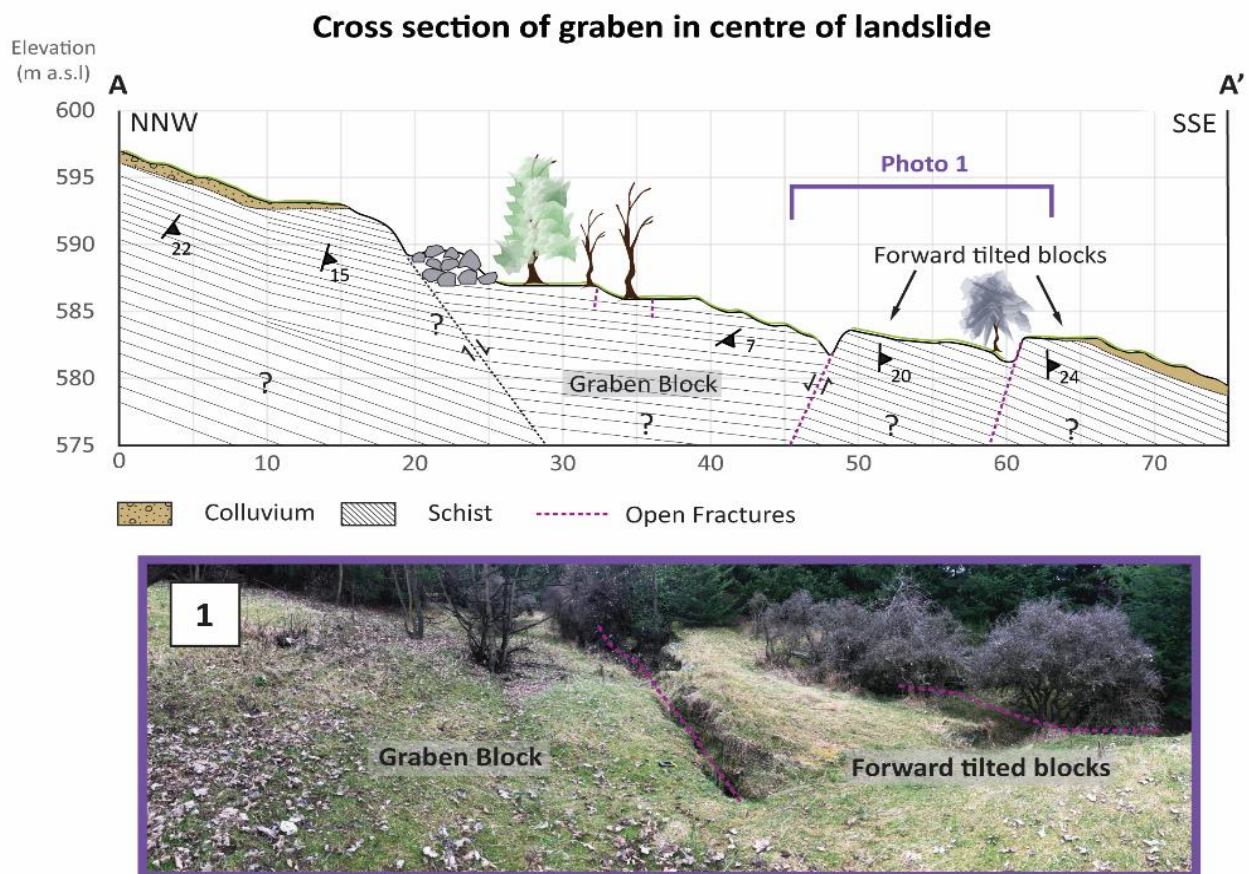 Cross section of graben in centre of landslide
Elevation
(m a.s.l)
A
A'
600
NNW
SSE
595
Photo 1
590
Forward tilted blocks
585
580
575
22
15
?
?
7
Graben Block
?
20
?
24
?
0
10
20
30
40
50
60
70
Colluvium
Schist
Open Fractures
1
Graben Block
Forward tilted blocks